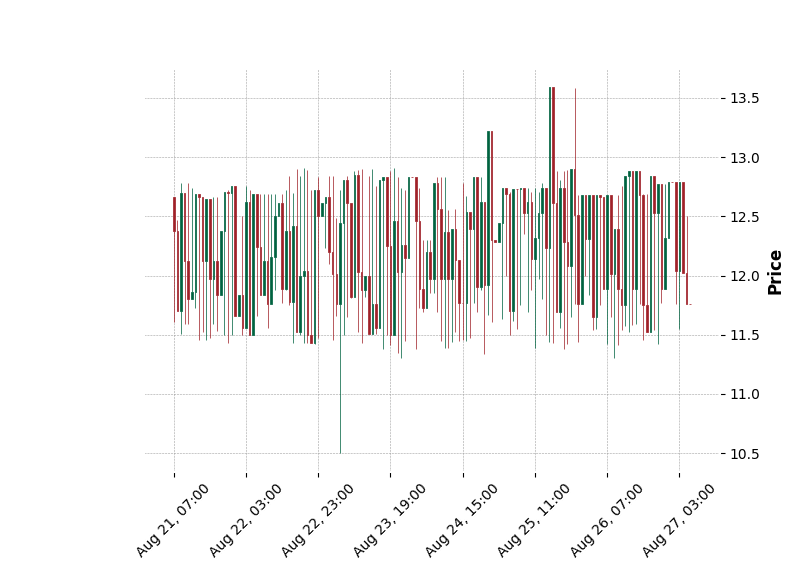 13.5
13.0
12.5
12.0
11.5
11.0
10.5
Price
Aug 21, 07:00
Aug 22, 03:00
Aug 22, 23:00
Aug 23, 19:00
Aug 24, 15:00
Aug 25, 11:00
Aug 26, 07:00
Aug 27, 03:00